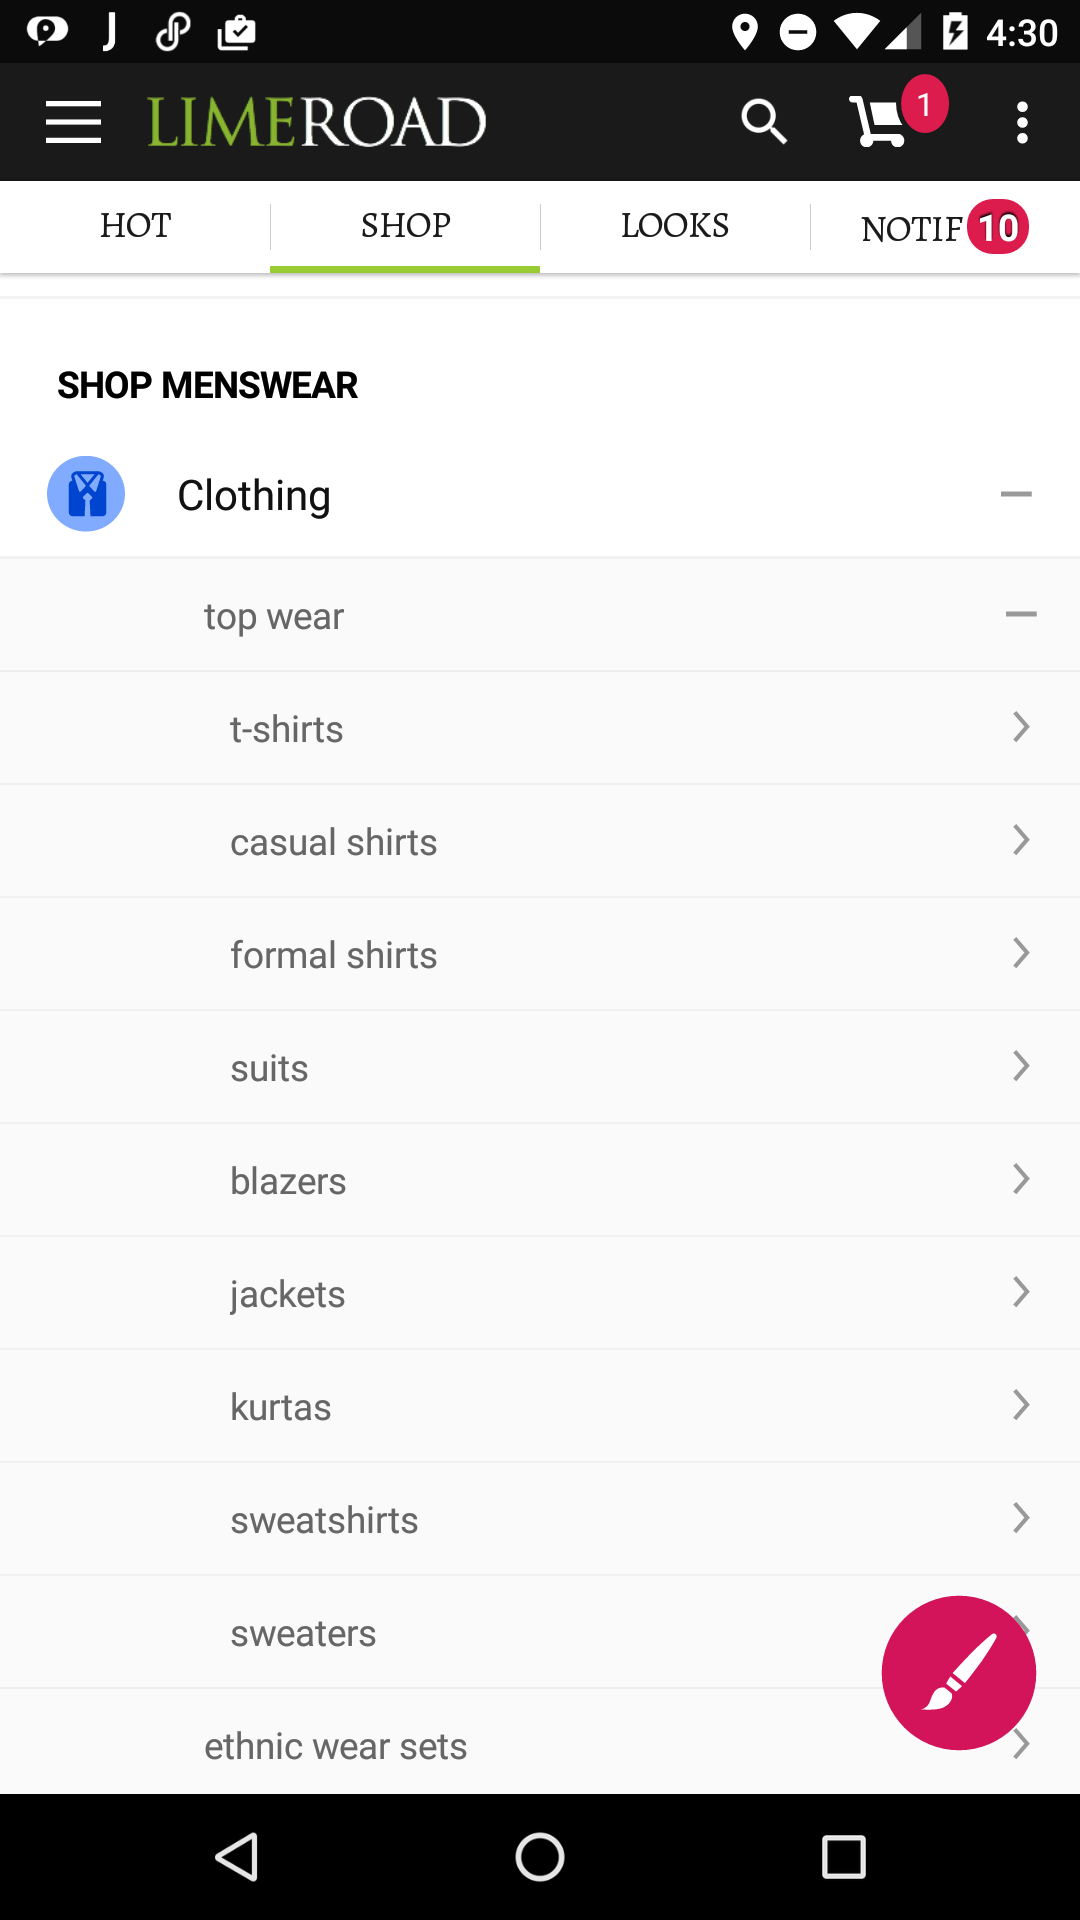 4:30
LIMEROAD
1
HOT
SHOP
LOOKS
NOTIF 10
SHOP MENSWEAR
Clothing
top wear
t-shirts
casual shirts
formal shirts
suits
blazers
jackets
kurtas
sweatshirts
sweaters
ethnic wear sets